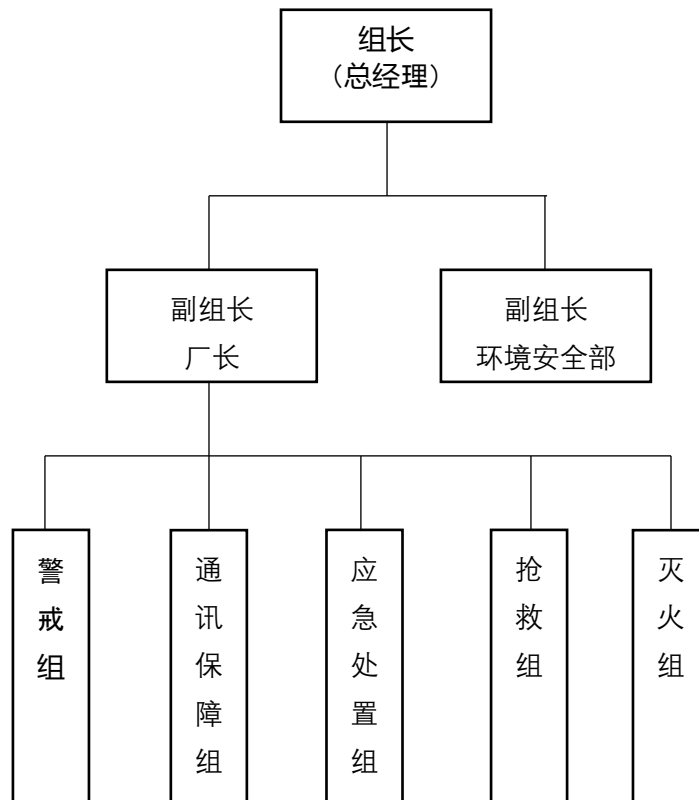 组长
（总经理）
副组长
厂长
副组长
环境安全部
警戒组
通讯保障组
应急处置组
抢救组
灭火组